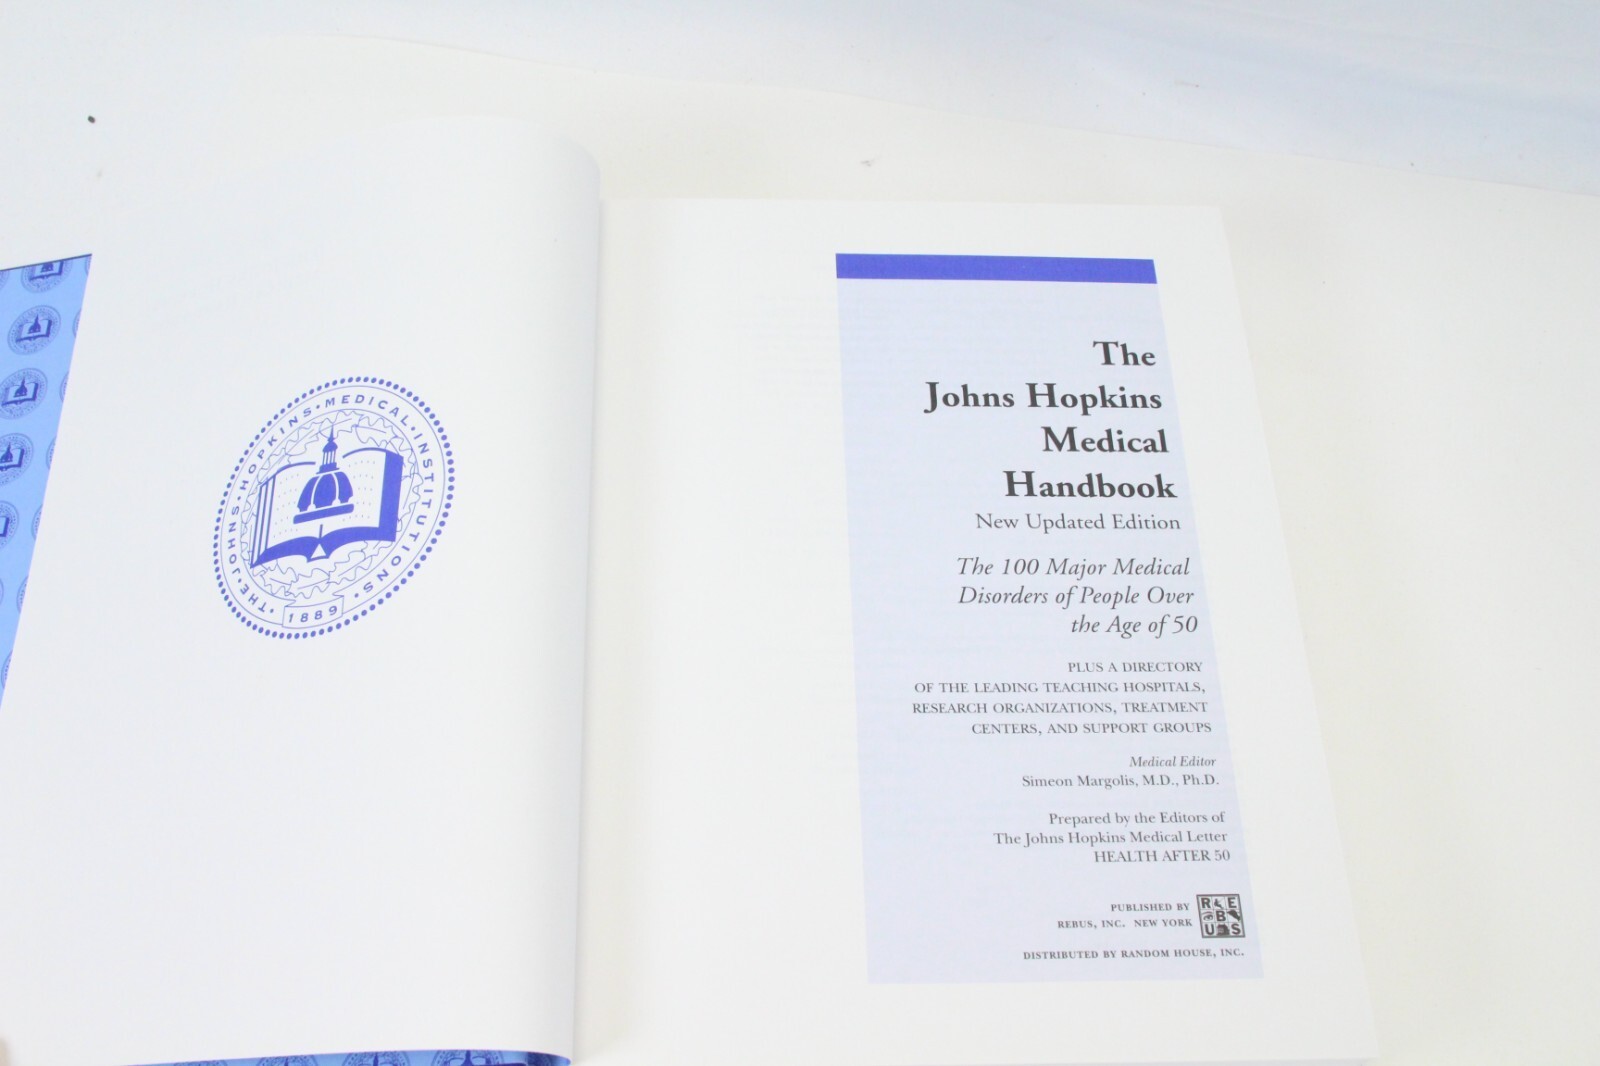 THE · JOHNS · HOPKINS · MEDICAL · INSTITUTIONS ·
1889
The
Johns Hopkins
Medical
Handbook
New Updated Edition
The 100 Major Medical
Disorders of People Over
the Age of 50
PLUS A DIRECTORY
OF THE LEADING TEACHING HOSPITALS,
RESEARCH ORGANIZATIONS, TREATMENT
CENTERS, AND SUPPORT GROUPS
Medical Editor
Simeon Margolis, M.D., Ph.D.
Prepared by the Editors of
The Johns Hopkins Medical Letter
HEALTH AFTER 50
PUBLISHED BY
REBUS, INC. NEW YORK
R E
B
U S
DISTRIBUTED BY RANDOM HOUSE, INC.